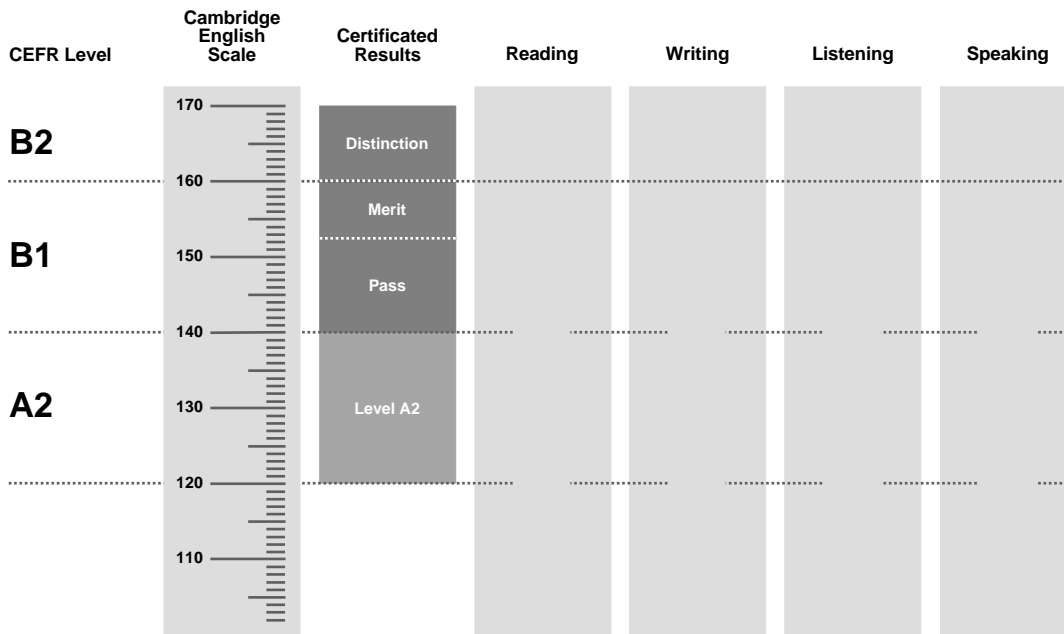 CEFR Level
Cambridge
English
Scale
Certificated
Results
Reading
Writing
Listening
Speaking
170
B2
Distinction
160
Merit
B1
150
Pass
140
A2
130
Level A2
120
110